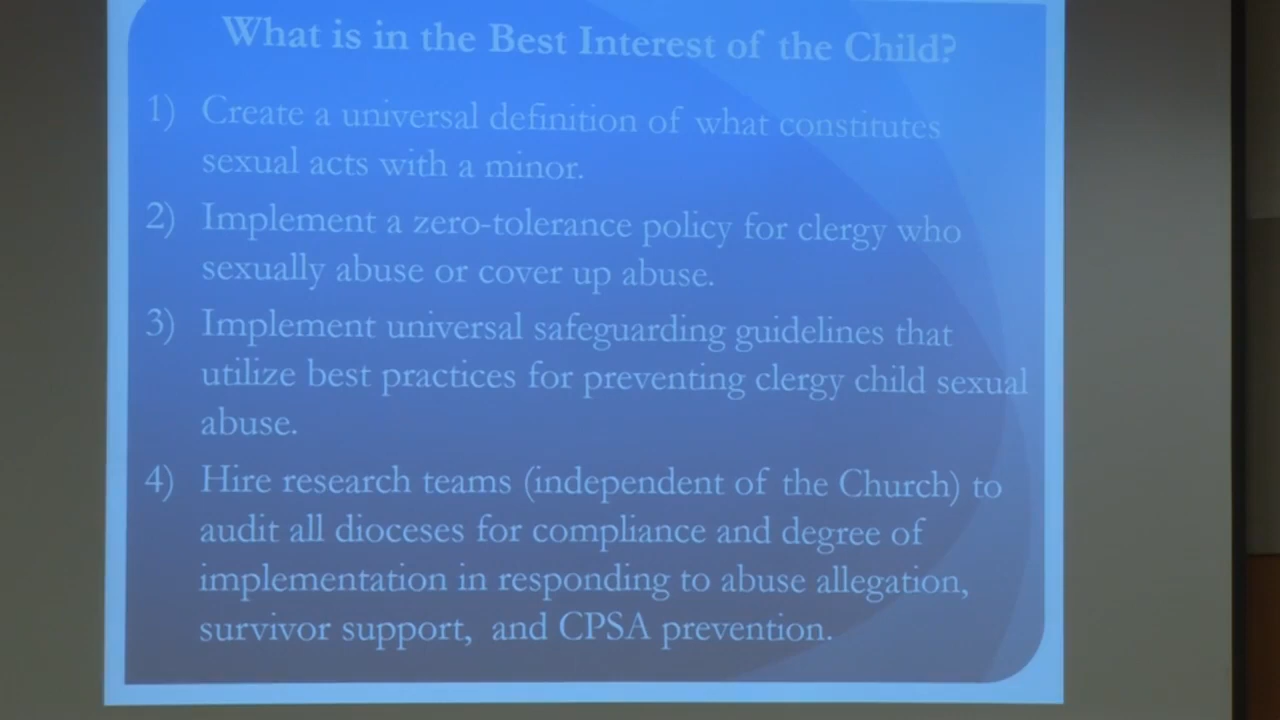 What is in the Best Interest of the Child?
1) Create a universal definition of what constitutes
sexual acts with a minor.
2) Implement a zero-tolerance policy for clergy who
sexually abuse or cover up abuse.
3) Implement universal safeguarding guidelines that
utilize best practices for preventing clergy child sexual
abuse.
4) Hire research teams (independent of the Church) to
audit all dioceses for compliance and degree of
implementation in responding to abuse allegation,
survivor support, and CPSA prevention.